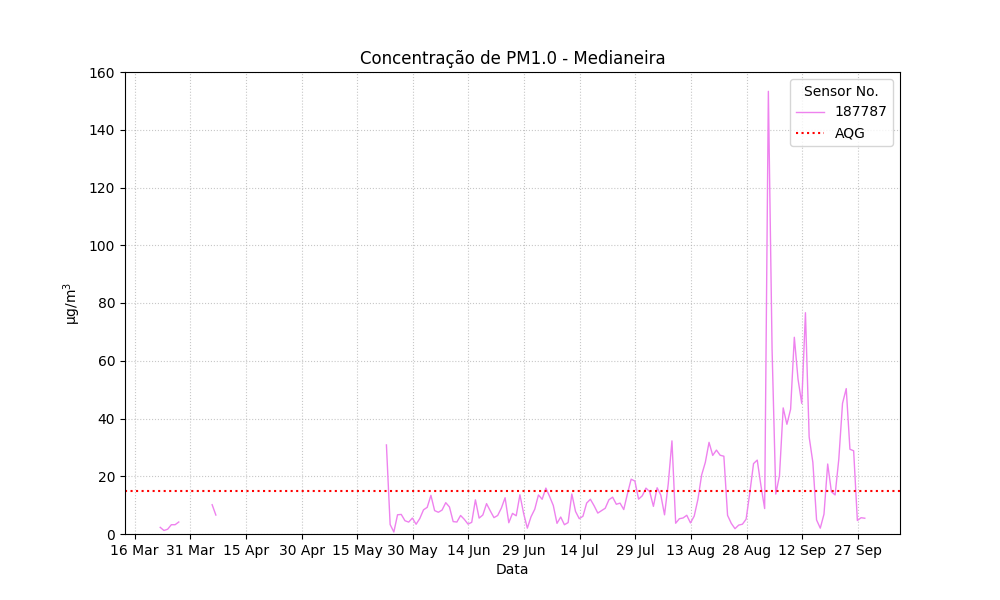 Concentração de PM1.0 - Medianeira
Sensor No.
187787
AQG
160
140
120
100
80
60
40
20
0
µg/m³
16 Mar 31 Mar 15 Apr 30 Apr 15 May 30 May 14 Jun 29 Jun 14 Jul 29 Jul 13 Aug 28 Aug 12 Sep 27 Sep
Data